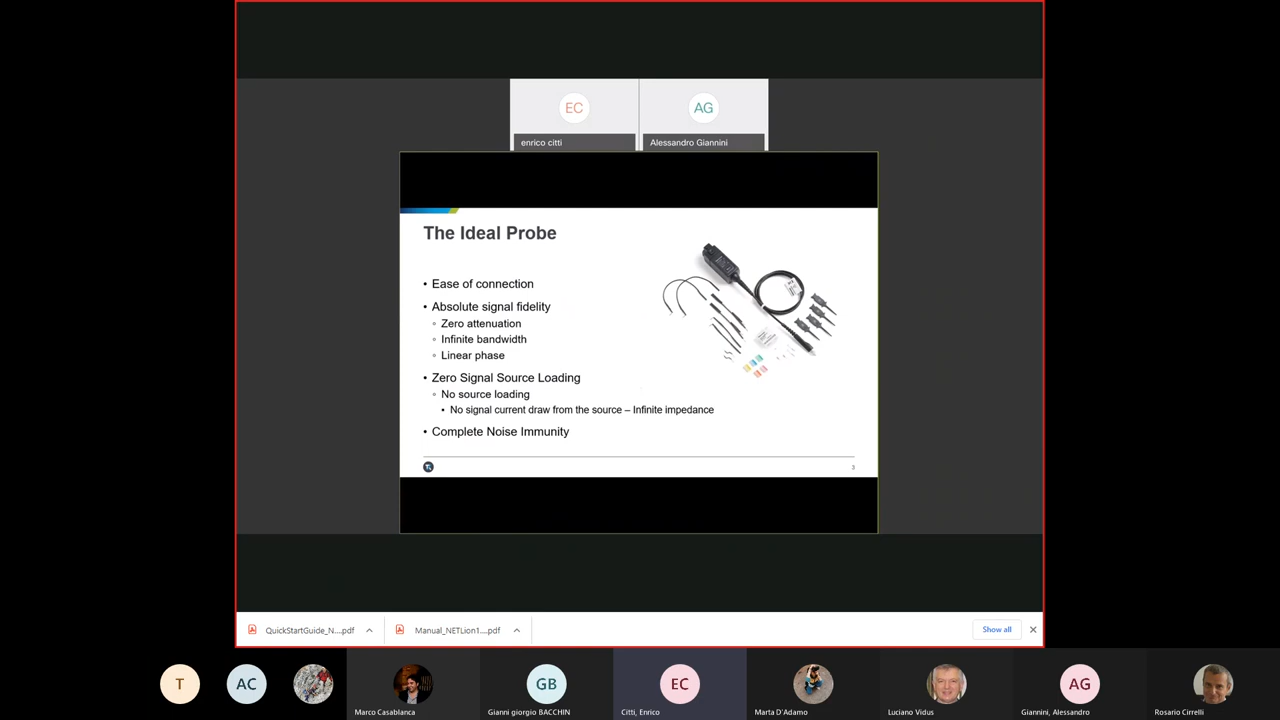 EC
AG
enrico citti
Alessandro Giannini
The Ideal Probe
• Ease of connection
• Absolute signal fidelity
◦ Zero attenuation
◦ Infinite bandwidth
◦ Linear phase
• Zero Signal Source Loading
◦ No source loading
• No signal current draw from the source – Infinite impedance
• Complete Noise Immunity
3
QuickStartGuide_N....pdf
Manual_NETLion1....pdf
Show all
T
AC
GB
EC
AG
Marco Casablanca
Gianni giorgio BACCHIN
Citti, Enrico
Marta D'Adamo
Luciano Vidus
Giannini, Alessandro
Rosario Cirrelli